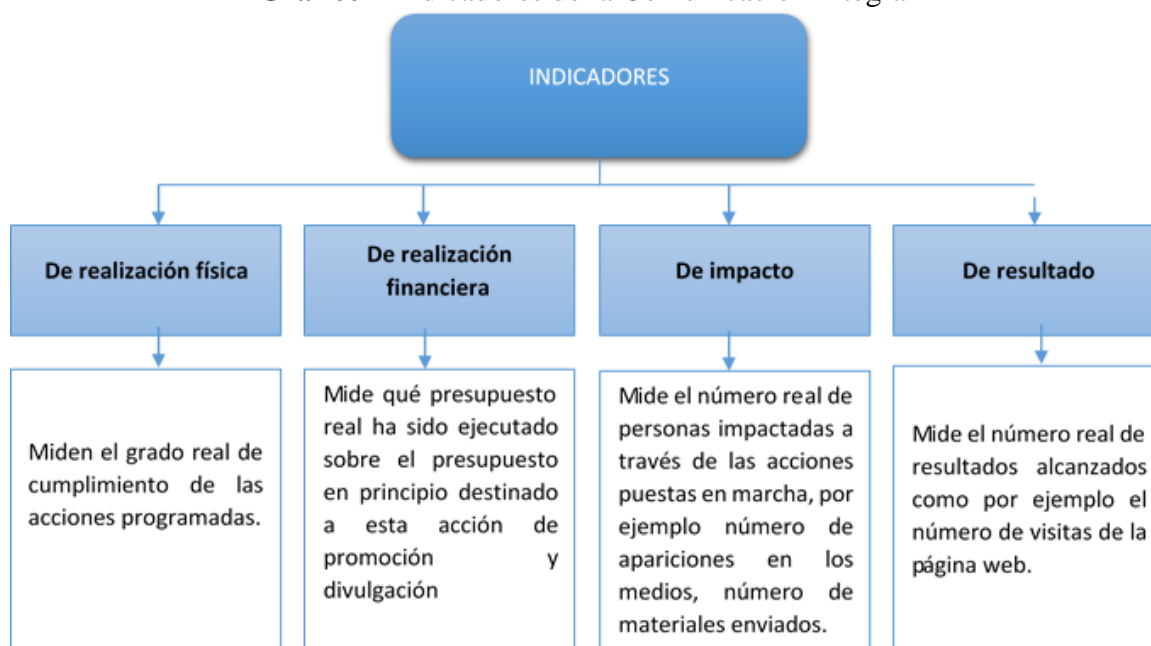 INDICADORES
De realización física
De realización
financiera
De impacto
De resultado
Miden el grado real de
cumplimiento de las
acciones programadas.
Mide qué presupuesto
real ha sido ejecutado
sobre el presupuesto
en principio destinado
a esta acción de
promoción y
divulgación
Mide el número real de
personas impactadas a
través de las acciones
puestas en marcha, por
ejemplo número de
apariciones en los
medios, número de
materiales enviados.
Mide el número real de
resultados alcanzados
como por ejemplo el
número de visitas de la
página web.